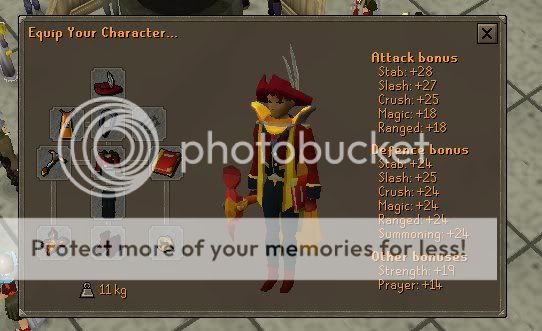 Equip Your Character...
Attack bonus
Stab: +28
Slash: +27
Crush: +25
Magic: +18
Ranged: +18
photobucket
Defence bonus
Stab: +24
Slash: +25
Crush: +24
Magic: +24
Ranged: +24
Summoning: +24
Protect more of your memories for less!
Other bonuses
Strength: +19
Prayer: +14
11 kg